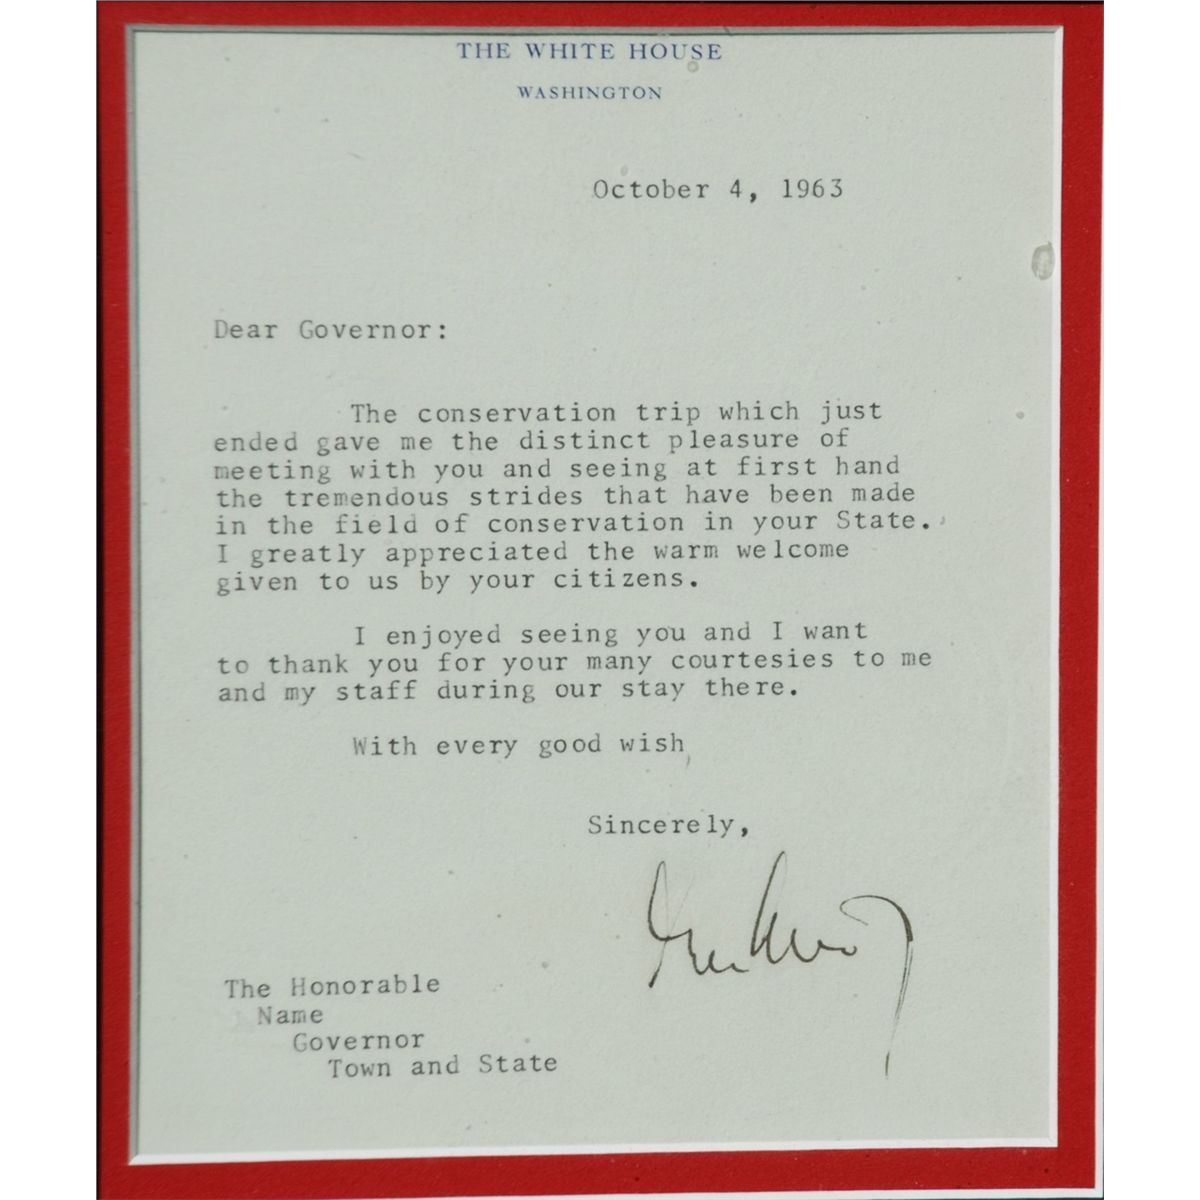 THE WHITE HOUSE
WASHINGTON
October 4, 1963
Dear Governor:
The conservation trip which just
ended gave me the distinct pleasure of
meeting with you and seeing at first hand
the tremendous strides that have been made
in the field of conservation in your State.
I greatly appreciated the warm welcome
given to us by your citizens.
I enjoyed seeing you and I want
to thank you for your many courtesies to me
and my staff during our stay there.
With every good wish,
Sincerely,
The Honorable
Name
Governor
Town and State